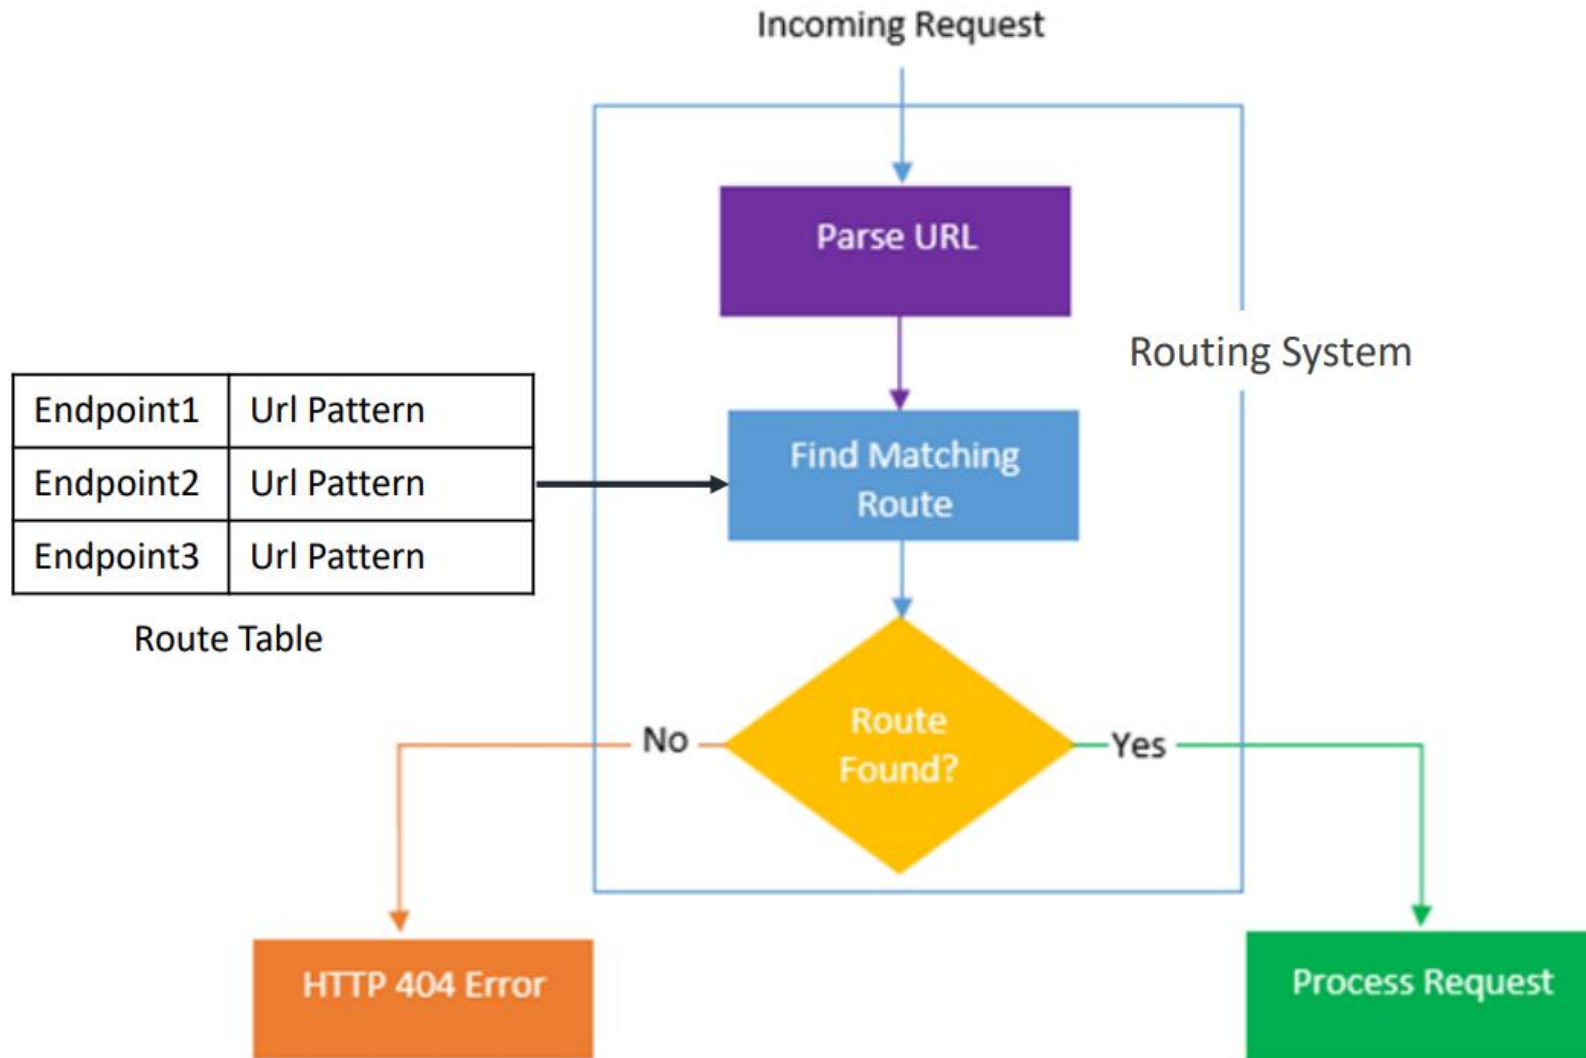 Incoming Request
Parse URL
Routing System
Endpoint1 Url Pattern
Endpoint2 Url Pattern
Endpoint3 Url Pattern
Route Table
Find Matching
Route
Route
Found?
No
Yes
HTTP 404 Error
Process Request